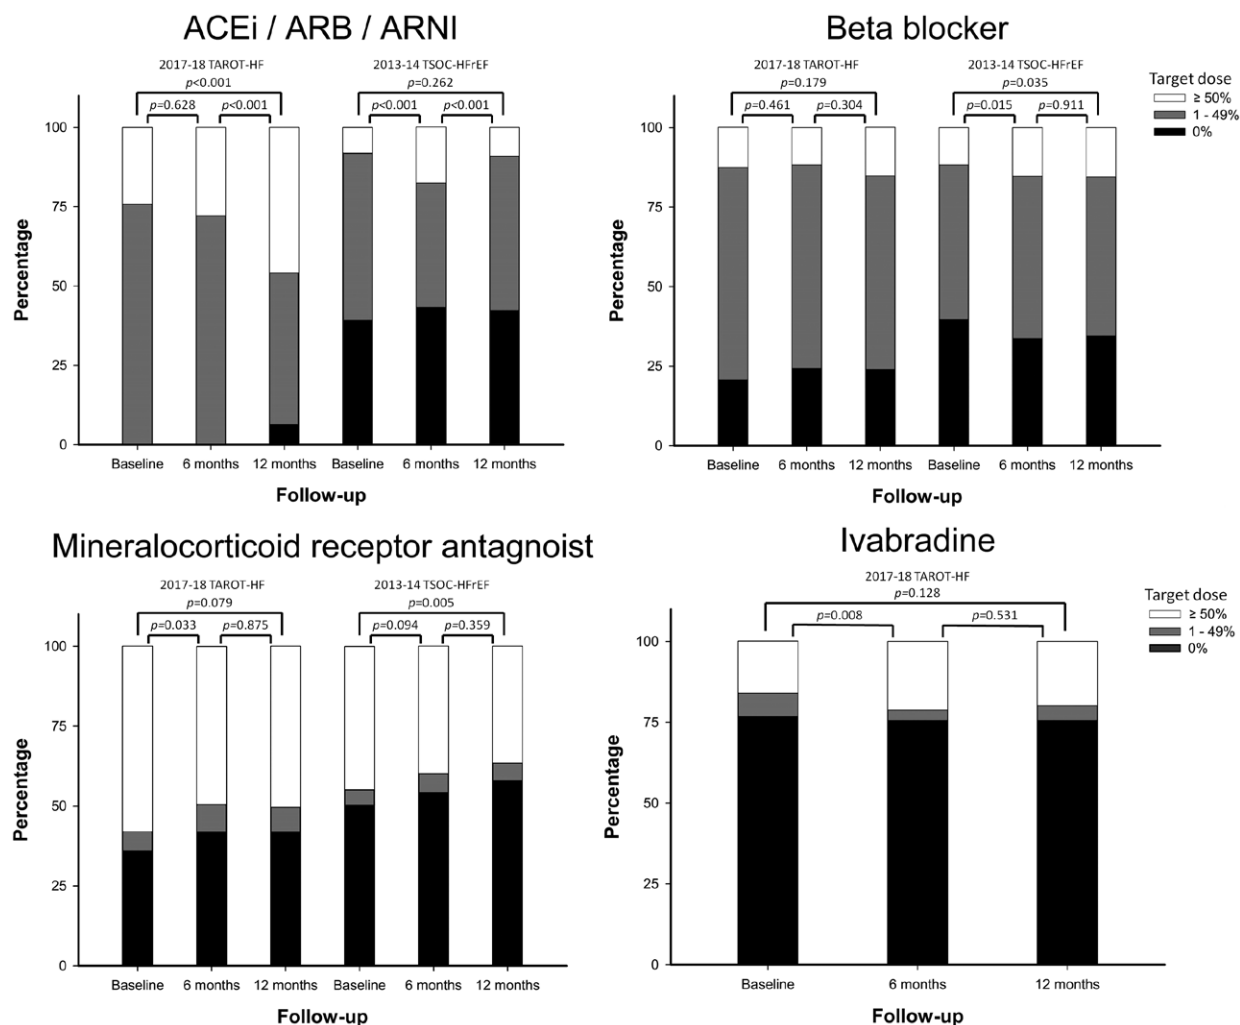 ACEi / ARB / ARNI
2017-18 TAROT-HF
2013-14 TSOC-HFrEF
p<0.001
p=0.262
p=0.628
p<0.001
p<0.001
p<0.001
100
75
50
25
0
Percentage
Baseline
6 months
12 months
Baseline
6 months
12 months
Follow-up
Beta blocker
2017-18 TAROT-HF
2013-14 TSOC-HFrEF
p=0.179
p=0.035
p=0.461
p=0.304
p=0.015
p=0.911
Target dose
≥ 50%
1 - 49%
0%
100
75
50
25
0
Percentage
Baseline
6 months
12 months
Baseline
6 months
12 months
Follow-up
Mineralocorticoid receptor antagnoist
2017-18 TAROT-HF
2013-14 TSOC-HFrEF
p=0.079
p=0.005
p=0.033
p=0.875
p=0.094
p=0.359
100
75
50
25
0
Percentage
Baseline
6 months
12 months
Baseline
6 months
12 months
Follow-up
Ivabradine
2017-18 TAROT-HF
p=0.128
p=0.008
p=0.531
Target dose
≥ 50%
1 - 49%
0%
100
75
50
25
0
Percentage
Baseline
6 months
12 months
Follow-up